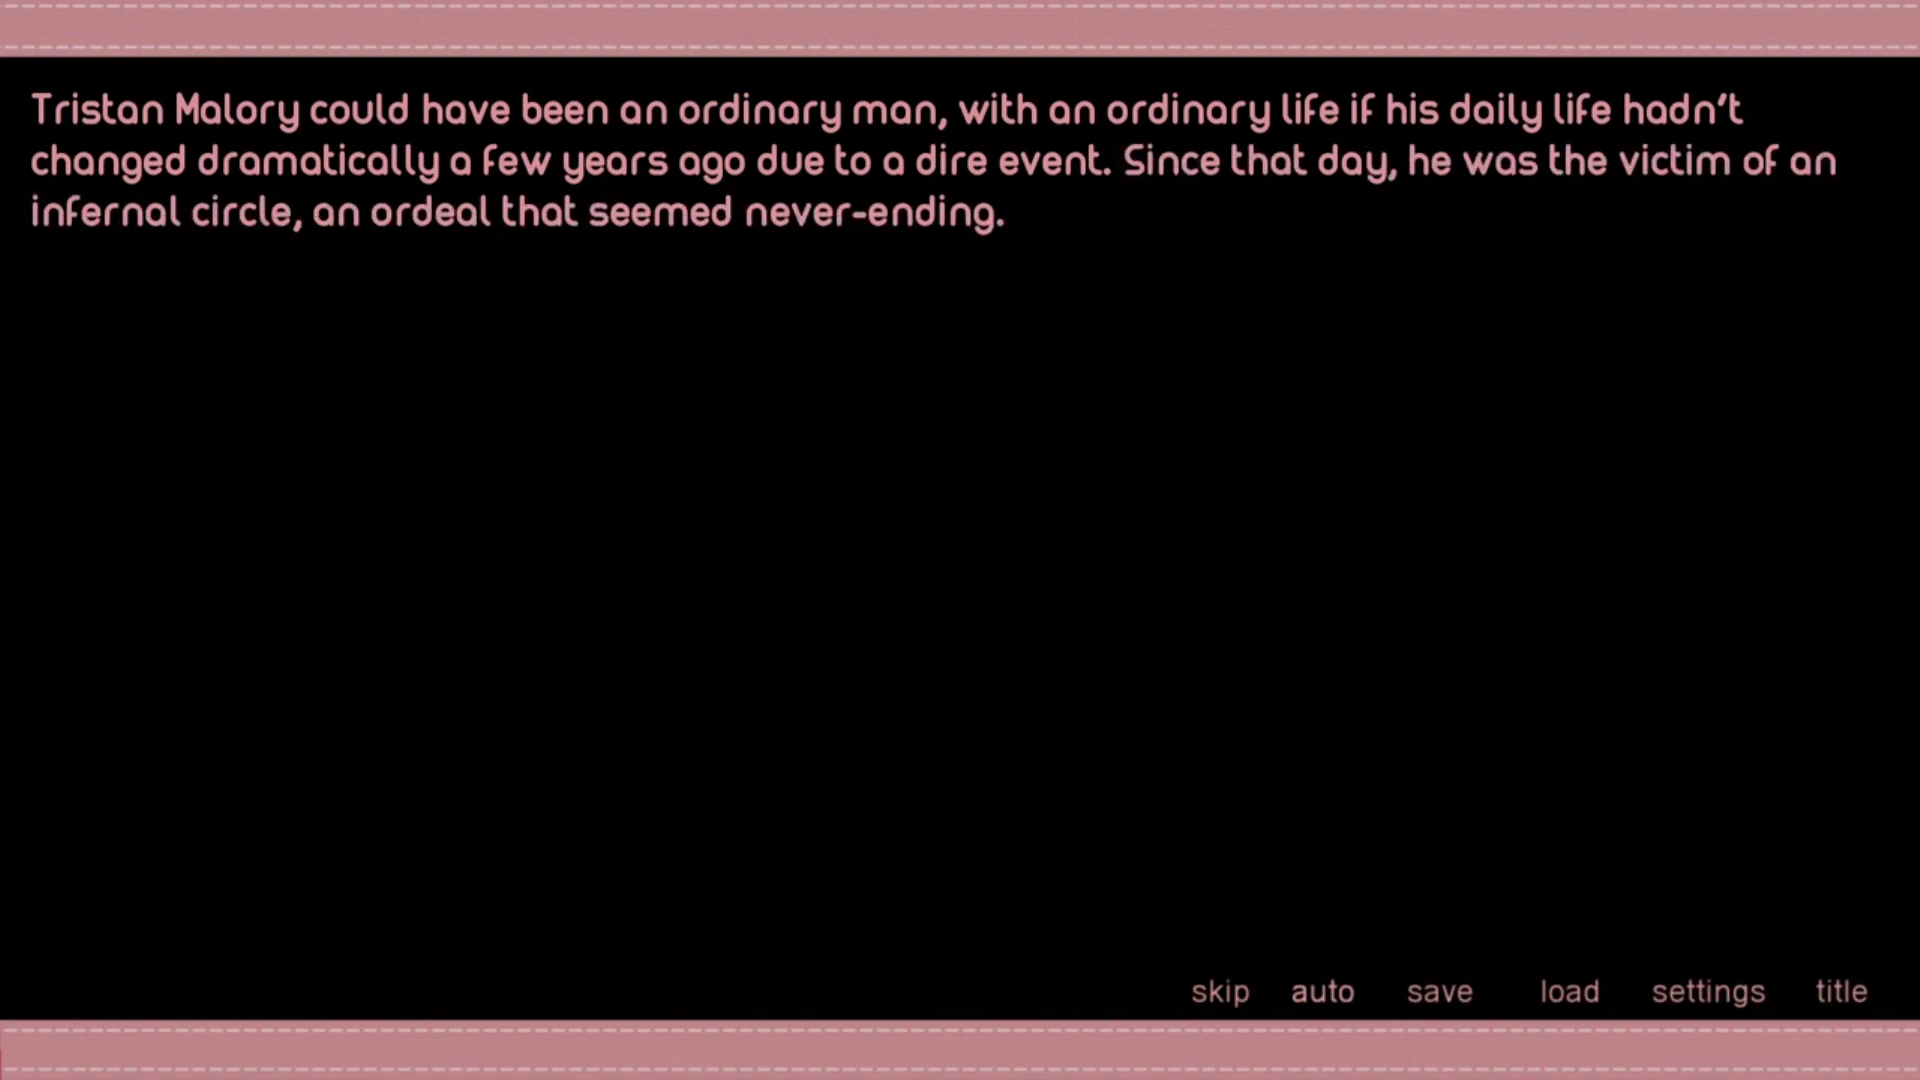 Tristan Malory could have been an ordinary man, with an ordinary life if his daily life hadn't
changed dramatically a few years ago due to a dire event. Since that day, he was the victim of an
infernal circle, an ordeal that seemed never-ending.
skip auto save load settings title